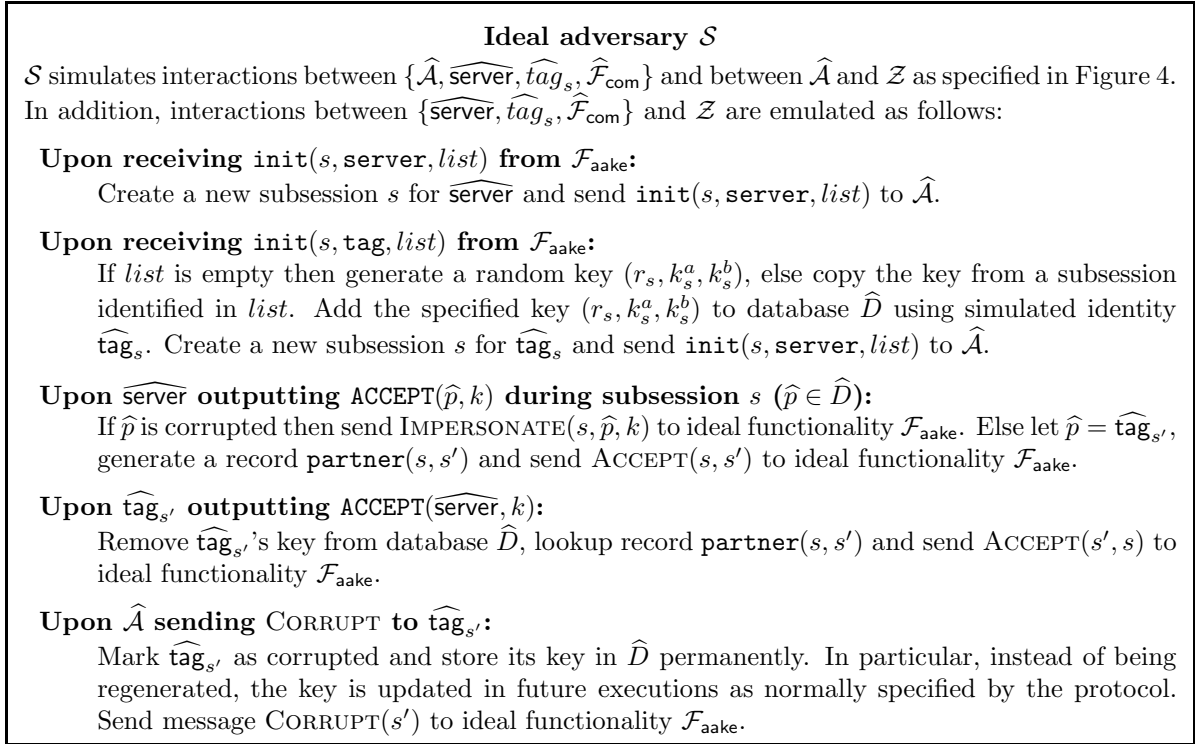 Ideal adversary 𝒮
𝒮 simulates interactions between {𝒜̂, server̂, taĝₛ, ℱ̂com} and between 𝒜̂ and 𝒵 as specified in Figure 4.
In addition, interactions between {server̂, taĝₛ, ℱ̂com} and 𝒵 are emulated as follows:
Upon receiving init(s, server, list) from ℱaake:
Create a new subsession s for server̂ and send init(s, server, list) to 𝒜̂.
Upon receiving init(s, tag, list) from ℱaake:
If list is empty then generate a random key (rₛ, kₛᵃ, kₛᵇ), else copy the key from a subsession
identified in list. Add the specified key (rₛ, kₛᵃ, kₛᵇ) to database D̂ using simulated identity
taĝₛ. Create a new subsession s for taĝₛ and send init(s, server, list) to 𝒜̂.
Upon server̂ outputting ACCEPT(p̂, k) during subsession s (p̂ ∈ D̂):
If p̂ is corrupted then send IMPERSONATE(s, p̂, k) to ideal functionality ℱaake. Else let p̂ = taĝₛ′,
generate a record partner(s, s′) and send ACCEPT(s, s′) to ideal functionality ℱaake.
Upon taĝₛ′ outputting ACCEPT(server̂, k):
Remove taĝₛ′'s key from database D̂, lookup record partner(s, s′) and send ACCEPT(s′, s) to
ideal functionality ℱaake.
Upon 𝒜̂ sending CORRUPT to taĝₛ′:
Mark taĝₛ′ as corrupted and store its key in D̂ permanently. In particular, instead of being
regenerated, the key is updated in future executions as normally specified by the protocol.
Send message CORRUPT(s′) to ideal functionality ℱaake.